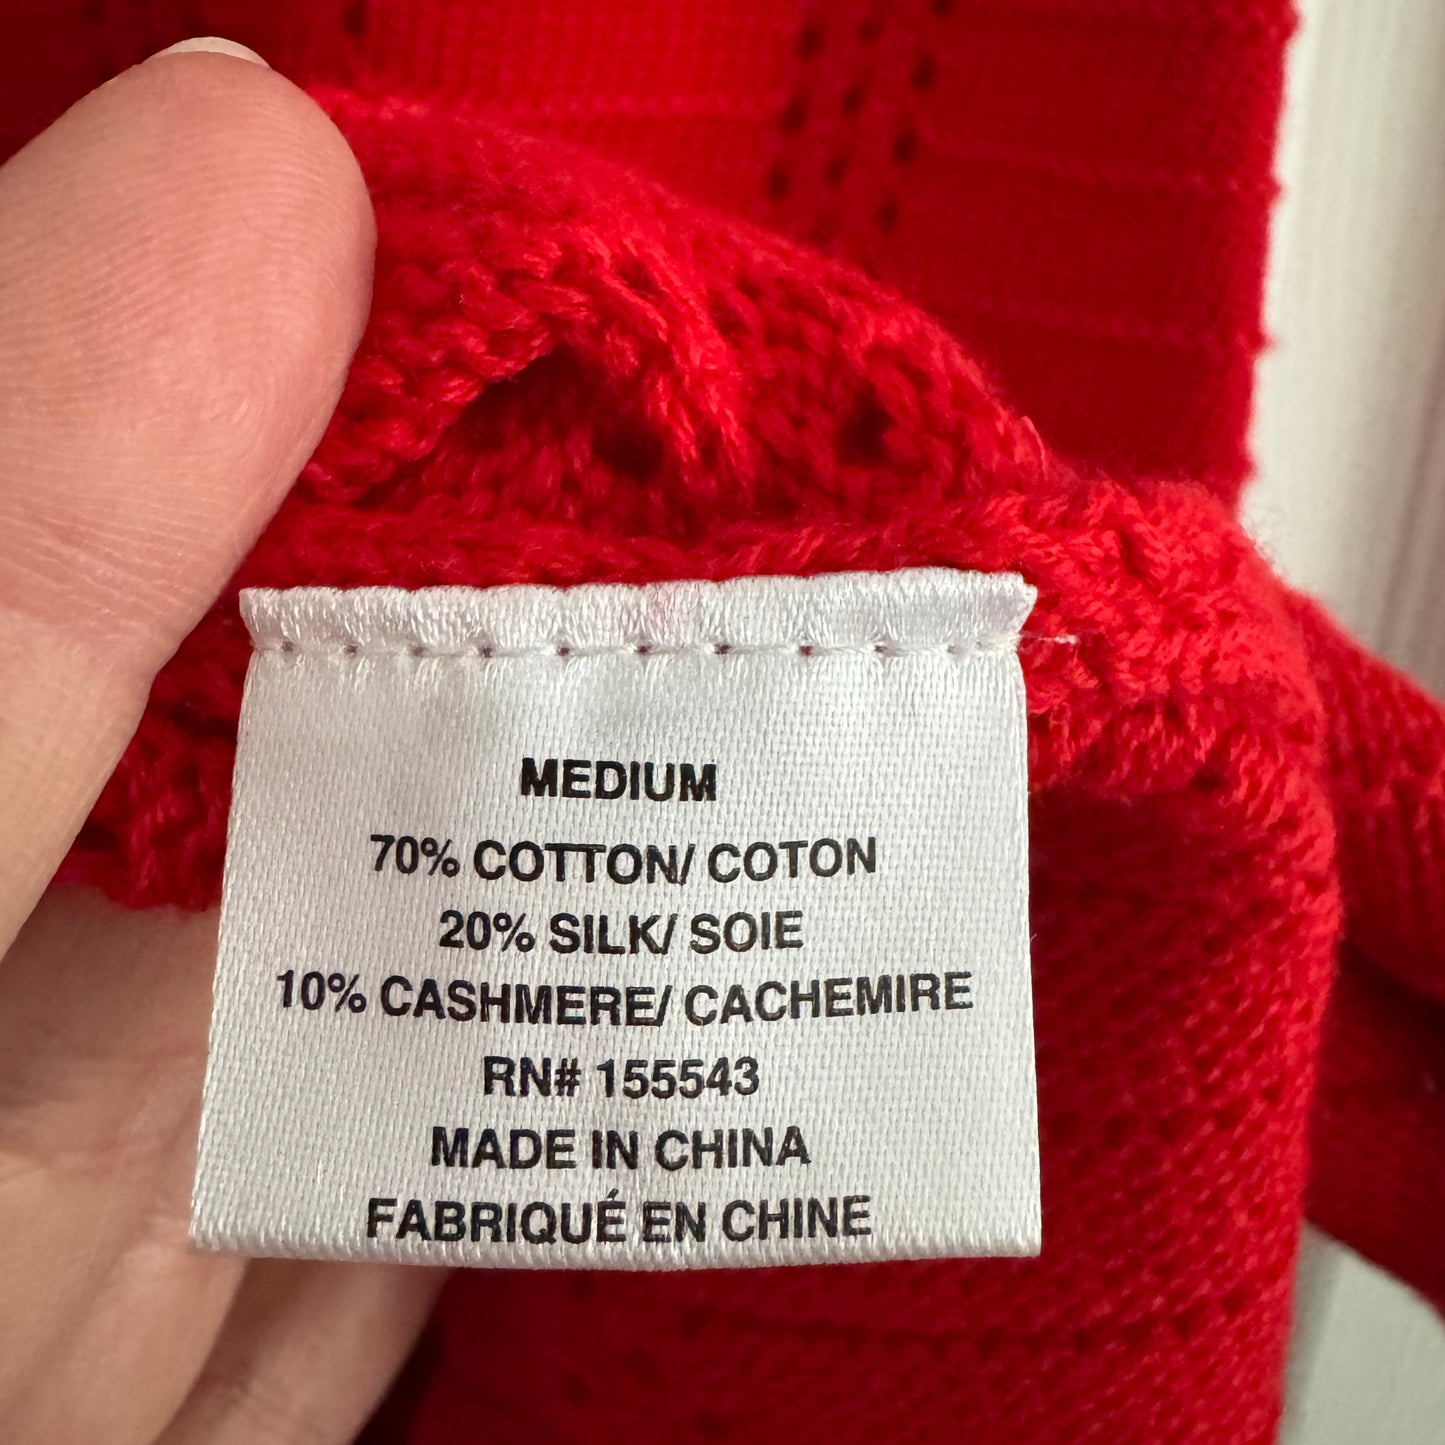 MEDIUM
70% COTTON/ COTON
20% SILK/ SOIE
10% CASHMERE/ CACHEMIRE
RN# 155543
MADE IN CHINA
FABRIQUÉ EN CHINE